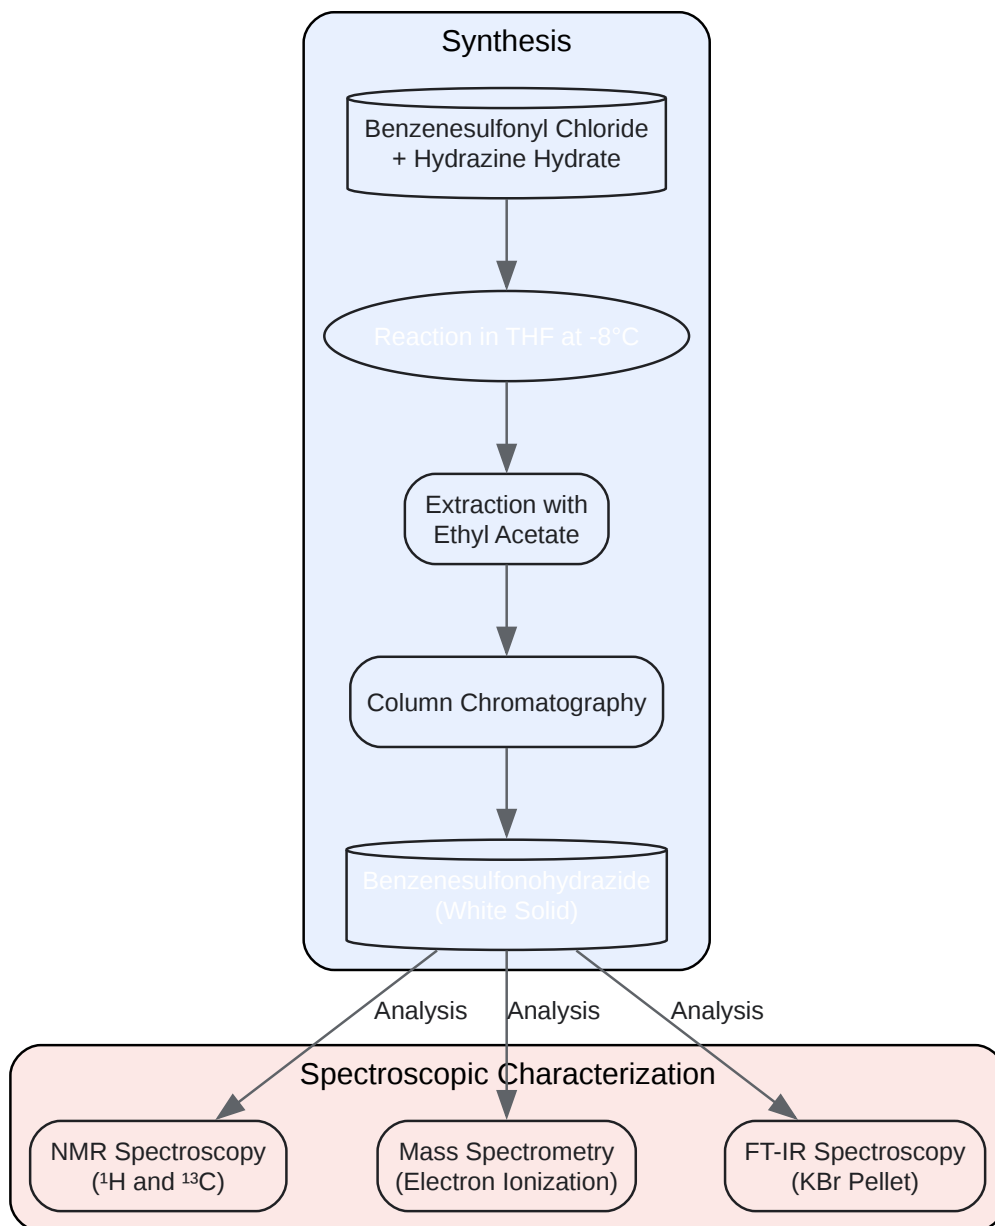 Synthesis
Benzenesulfonyl Chloride
+ Hydrazine Hydrate
Reaction in THF at -8°C
Extraction with
Ethyl Acetate
Column Chromatography
Benzenesulfonohydrazide
(White Solid)
Analysis
Analysis
Analysis
Spectroscopic Characterization
NMR Spectroscopy
(¹H and ¹³C)
Mass Spectrometry
(Electron Ionization)
FT-IR Spectroscopy
(KBr Pellet)